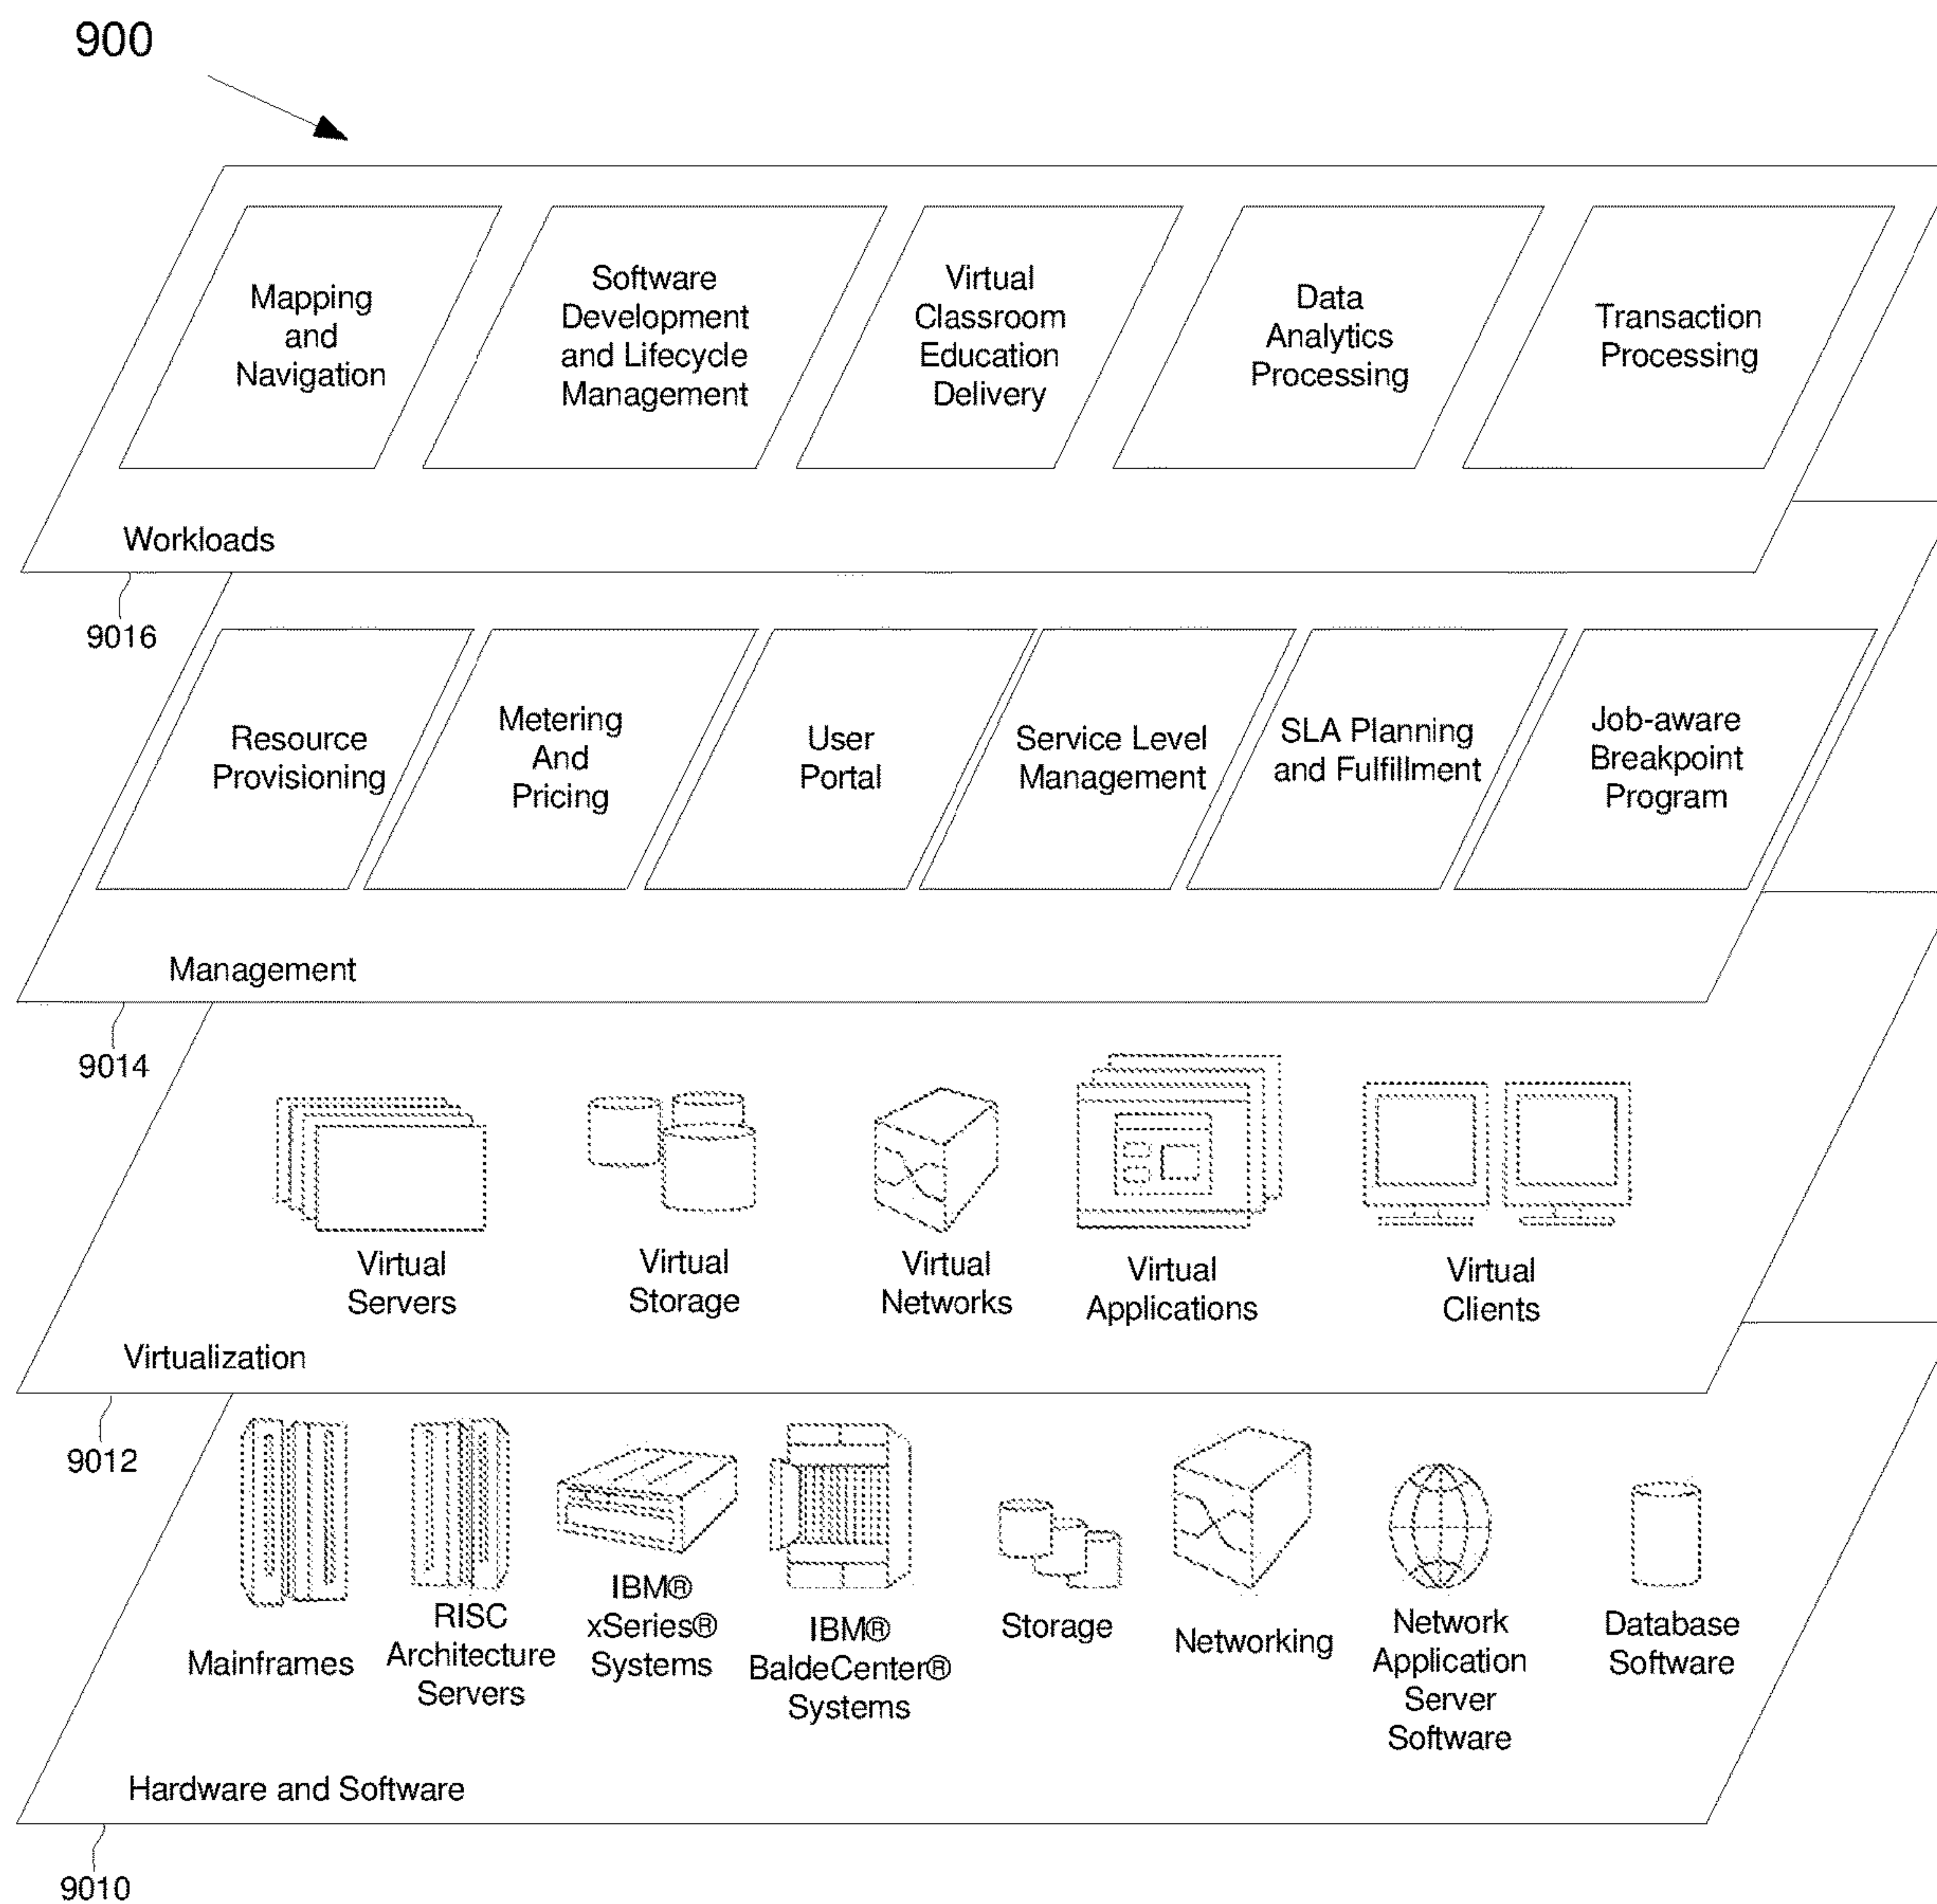 900
Mapping
and
Navigation
Software
Development
and Lifecycle
Management
Virtual
Classroom
Education
Delivery
Data
Analytics
Processing
Transaction
Processing
Workloads
9016
Resource
Provisioning
Metering
And
Pricing
User
Portal
Service Level
Management
SLA Planning
and Fulfillment
Job-aware
Breakpoint
Program
Management
9014
Virtual
Servers
Virtual
Storage
Virtual
Networks
Virtual
Applications
Virtual
Clients
Virtualization
9012
Mainframes
RISC
Architecture
Servers
IBM®
xSeries®
Systems
IBM®
BaldeCenter®
Systems
Storage
Networking
Network
Application
Server
Software
Database
Software
Hardware and Software
9010